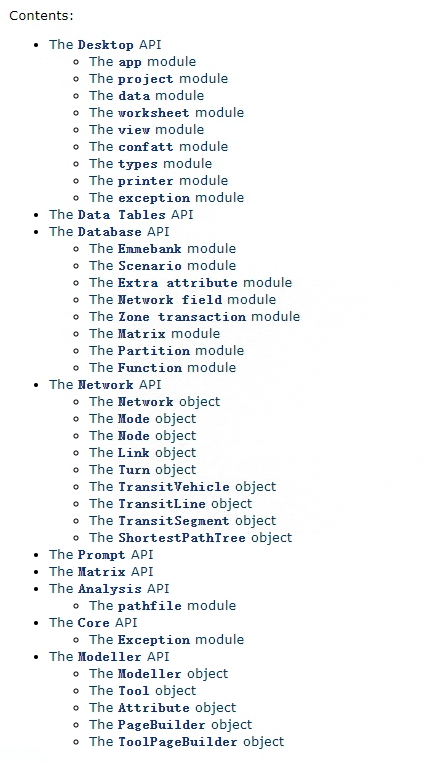 Contents:
The Desktop API
The app module
The project module
The data module
The worksheet module
The view module
The confatt module
The types module
The printer module
The exception module
The Data Tables API
The Database API
The Emmebank module
The Scenario module
The Extra attribute module
The Network field module
The Zone transaction module
The Matrix module
The Partition module
The Function module
The Network API
The Network object
The Mode object
The Node object
The Link object
The Turn object
The TransitVehicle object
The TransitLine object
The TransitSegment object
The ShortestPathTree object
The Prompt API
The Matrix API
The Analysis API
The pathfile module
The Core API
The Exception module
The Modeller API
The Modeller object
The Tool object
The Attribute object
The PageBuilder object
The ToolPageBuilder object